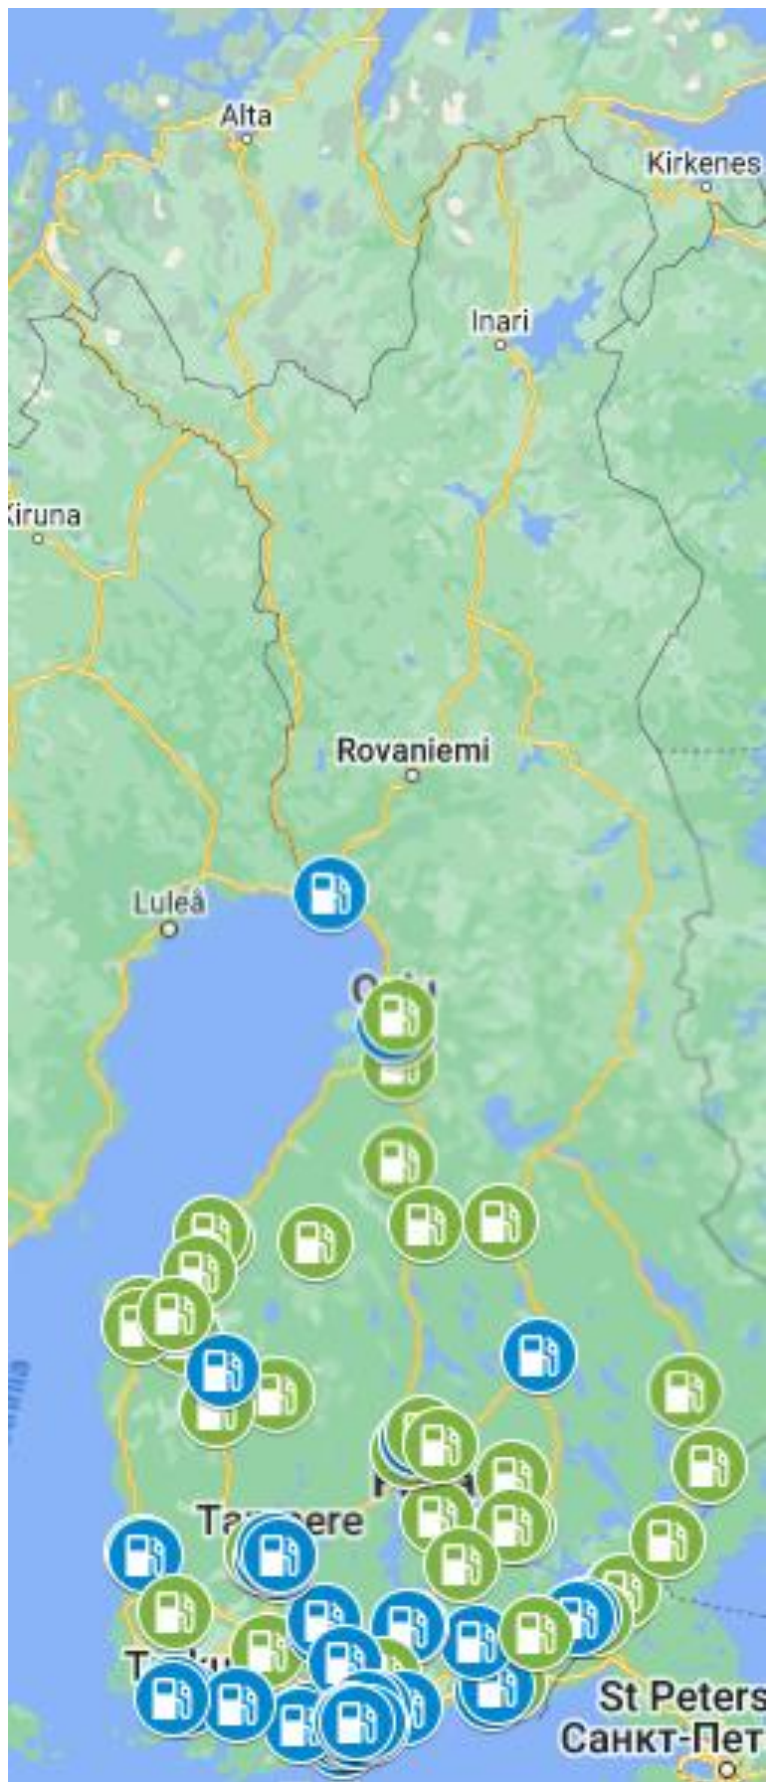 Alta
Kirkenes
Inari
Kiruna
Rovaniemi
Luleå
St Peters
Санкт-Пет